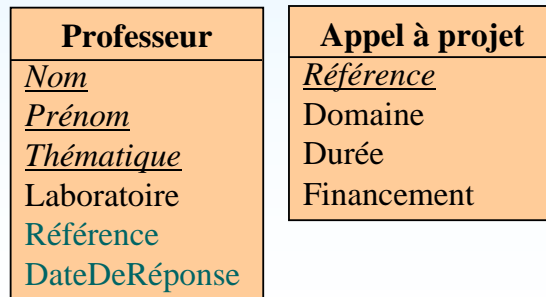 Professeur
Nom
Prénom
Thématique
Laboratoire
Référence
DateDeRéponse
Appel à projet
Référence
Domaine
Durée
Financement